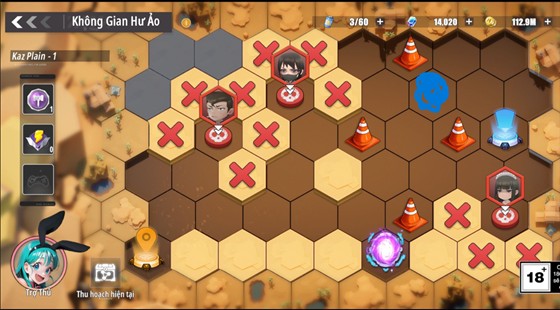 Không Gian Hư Ảo
3/60 +
14.020 +
112.9M +
Kaz Plain - 1
1
0
Trợ Thủ
Thu hoạch hiện tại
18+